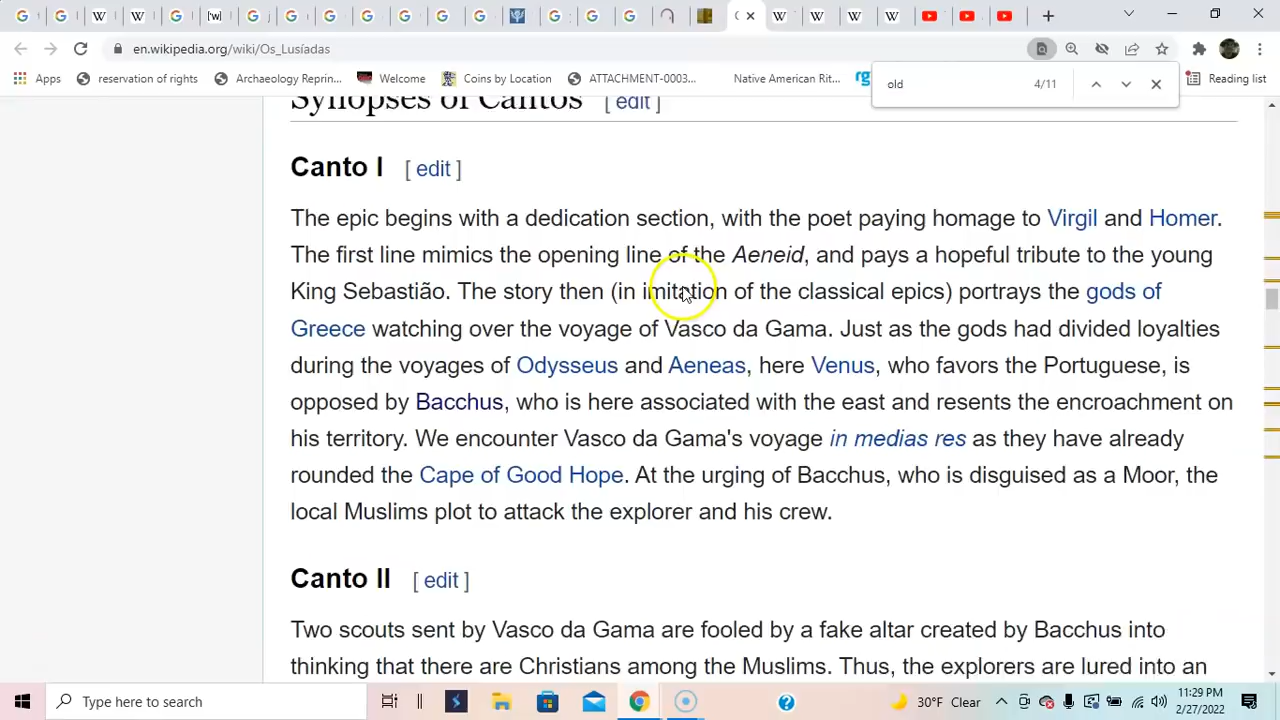 en.wikipedia.org/wiki/Os_Lusíadas
Apps
reservation of rights
Archaeology Reprin...
Welcome
Coins by Location
ATTACHMENT-0003...
Native American Rit...
Reading list
old
4/11
Synopses of Cantos [ edit ]
Canto I [ edit ]
The epic begins with a dedication section, with the poet paying homage to Virgil and Homer.
The first line mimics the opening line of the Aeneid, and pays a hopeful tribute to the young
King Sebastião. The story then (in imitation of the classical epics) portrays the gods of
Greece watching over the voyage of Vasco da Gama. Just as the gods had divided loyalties
during the voyages of Odysseus and Aeneas, here Venus, who favors the Portuguese, is
opposed by Bacchus, who is here associated with the east and resents the encroachment on
his territory. We encounter Vasco da Gama's voyage in medias res as they have already
rounded the Cape of Good Hope. At the urging of Bacchus, who is disguised as a Moor, the
local Muslims plot to attack the explorer and his crew.
Canto II [ edit ]
Two scouts sent by Vasco da Gama are fooled by a fake altar created by Bacchus into
thinking that there are Christians among the Muslims. Thus, the explorers are lured into an
Type here to search
30°F Clear
11:29 PM
2/27/2022